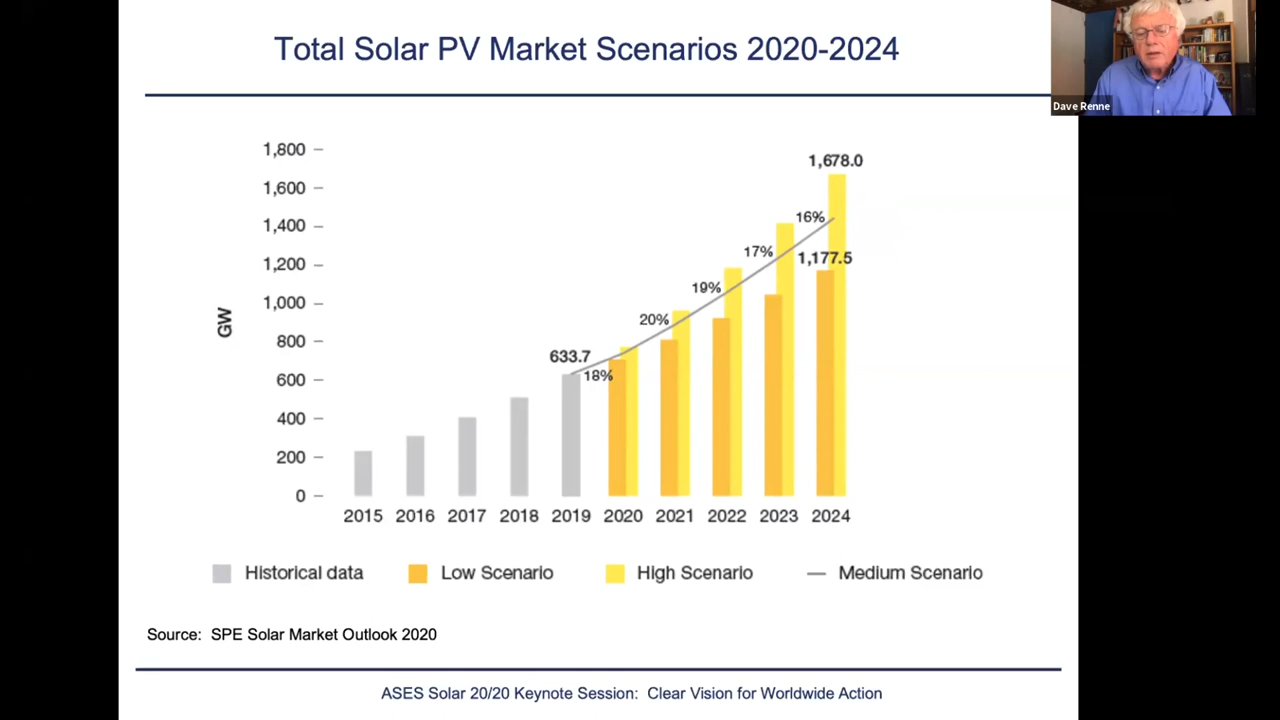 Total Solar PV Market Scenarios 2020-2024
Dave Renne
1,800
1,600
1,400
1,200
1,000
800
600
400
200
0
GW
633.7
18%
20%
19%
17%
16%
1,678.0
1,177.5
2015 2016 2017 2018 2019 2020 2021 2022 2023 2024
Historical data Low Scenario High Scenario Medium Scenario
Source: SPE Solar Market Outlook 2020
ASES Solar 20/20 Keynote Session: Clear Vision for Worldwide Action